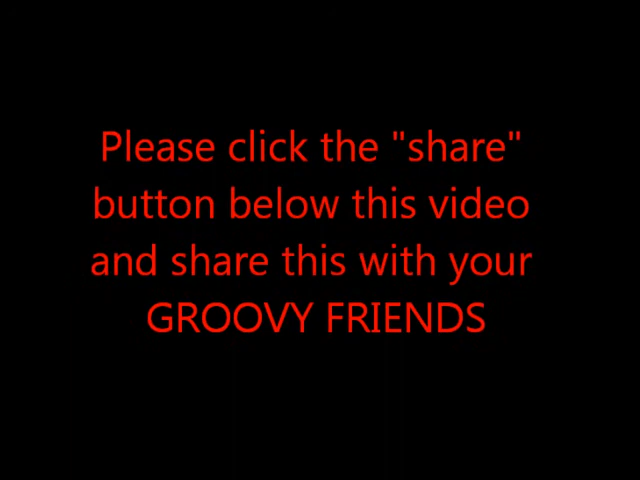 Please click the "share"
button below this video
and share this with your
GROOVY FRIENDS